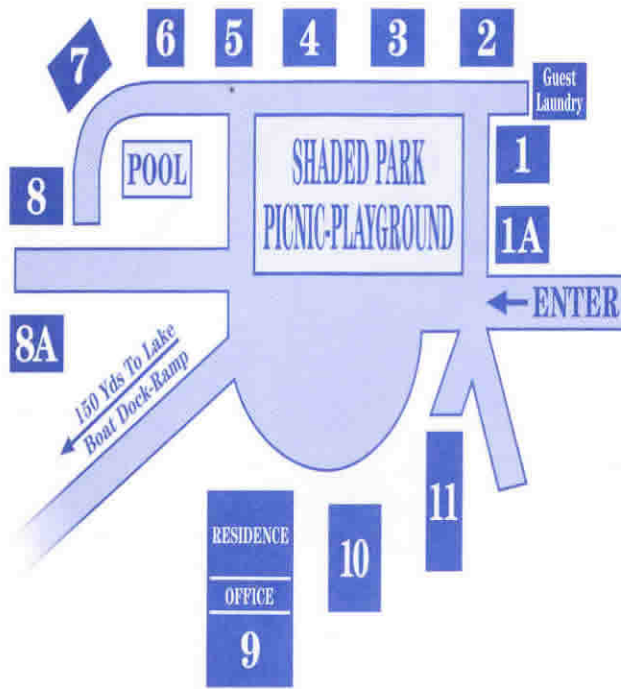 7
6
5
4
3
2
Guest
Laundry
1
POOL
SHADED PARK
PICNIC-PLAYGROUND
8
1A
ENTER
8A
150 Yds To Lake
Boat Dock-Ramp
11
RESIDENCE
OFFICE
9
10